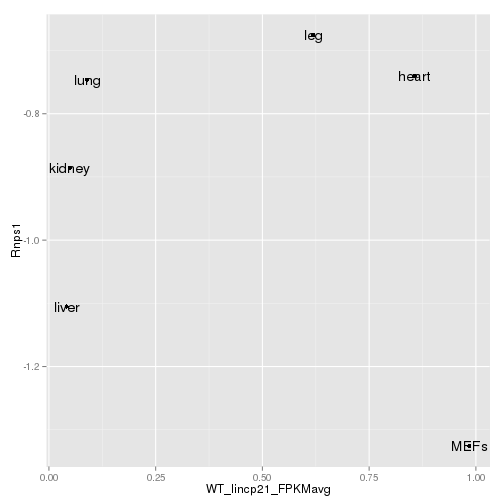 leg
heart
lung
-0.8
kidney
Rnps1
-1.0
liver
-1.2
MEFs
0.00 0.25 0.50 0.75 1.00
WT_lincp21_FPKMavg